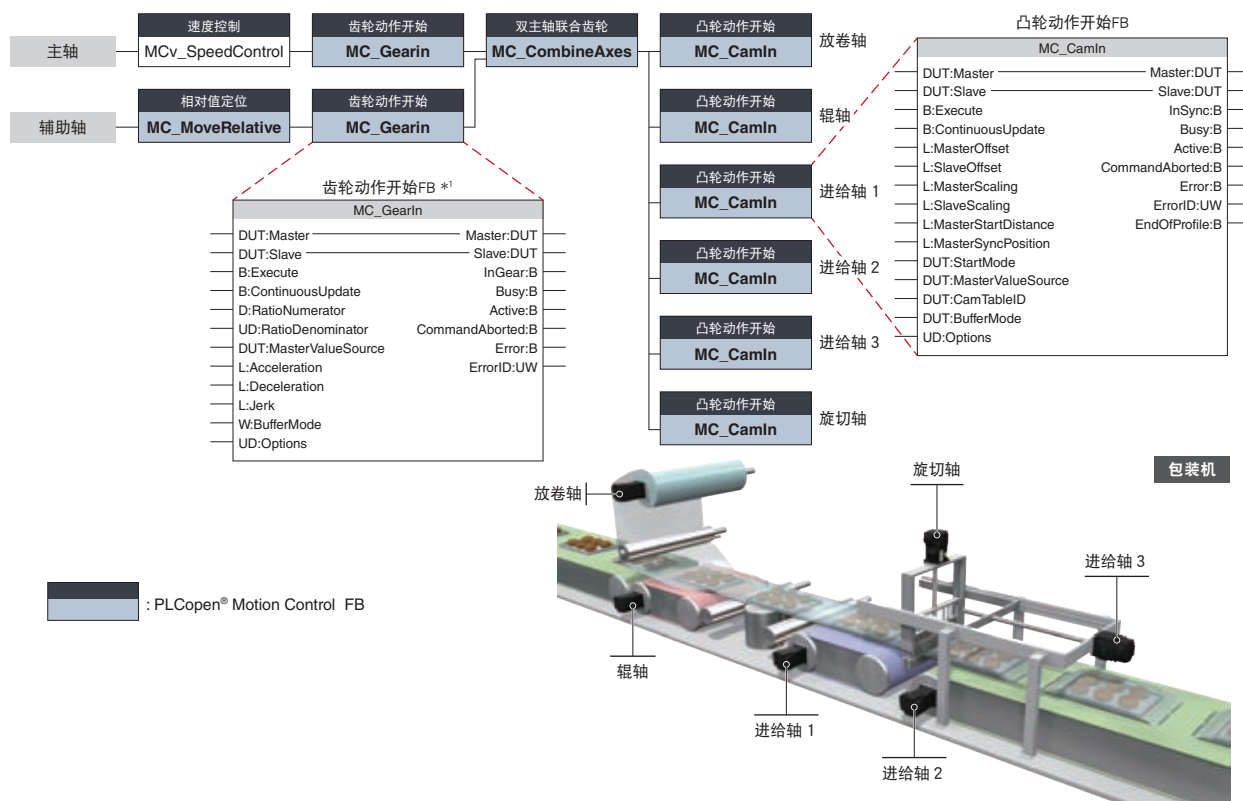 主轴
速度控制
MCv_SpeedControl
齿轮动作开始
MC_Gearin
双主轴联合齿轮
MC_CombineAxes
凸轮动作开始
MC_CamIn
放卷轴
辅助轴
相对值定位
MC_MoveRelative
齿轮动作开始
MC_Gearin
凸轮动作开始
MC_CamIn
辊轴
凸轮动作开始
MC_CamIn
进给轴 1
凸轮动作开始
MC_CamIn
进给轴 2
凸轮动作开始
MC_CamIn
进给轴 3
凸轮动作开始
MC_CamIn
旋切轴
齿轮动作开始FB *1
MC_GearIn
DUT:Master Master:DUT
DUT:Slave Slave:DUT
B:Execute InGear:B
B:ContinuousUpdate Busy:B
D:RatioNumerator Active:B
UD:RatioDenominator CommandAborted:B
DUT:MasterValueSource Error:B
L:Acceleration ErrorID:UW
L:Deceleration
L:Jerk
W:BufferMode
UD:Options
凸轮动作开始FB
MC_CamIn
DUT:Master Master:DUT
DUT:Slave Slave:DUT
B:Execute InSync:B
B:ContinuousUpdate Busy:B
L:MasterOffset Active:B
L:SlaveOffset CommandAborted:B
L:MasterScaling Error:B
L:SlaveScaling ErrorID:UW
L:MasterStartDistance EndOfProfile:B
L:MasterSyncPosition
DUT:StartMode
DUT:MasterValueSource
DUT:CamTableID
DUT:BufferMode
UD:Options
: PLCopen® Motion Control FB
包装机
放卷轴
旋切轴
进给轴 3
辊轴
进给轴 1
进给轴 2